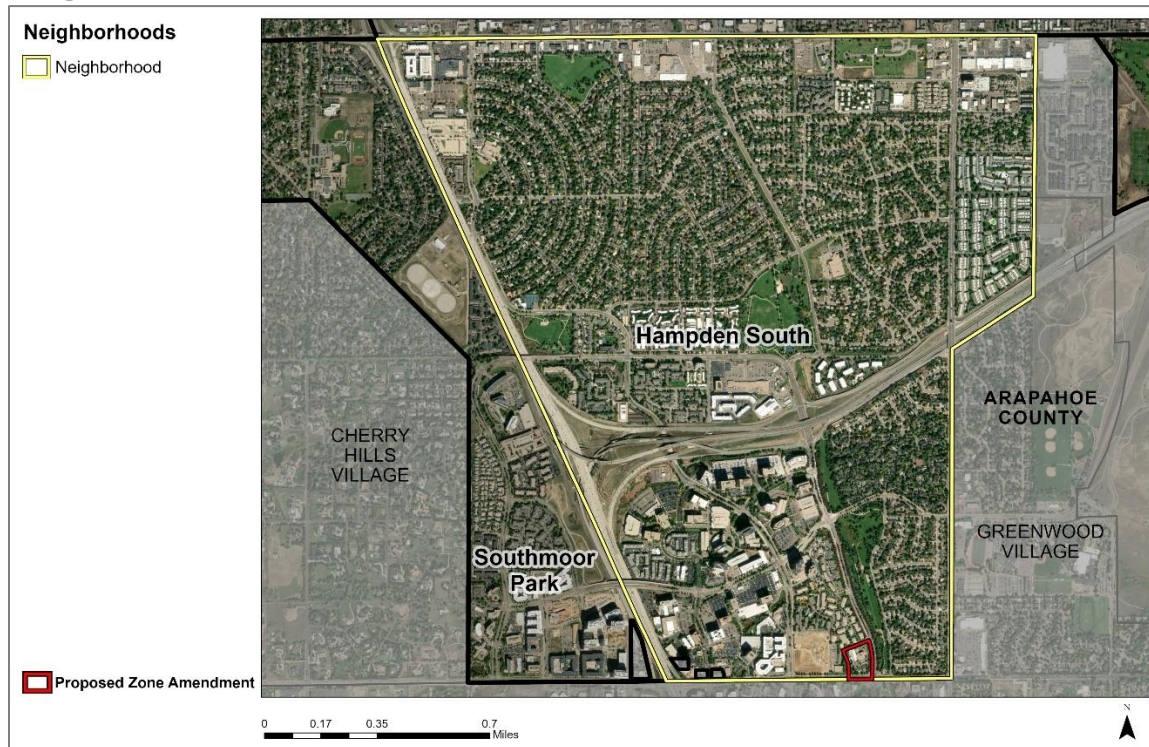 Neighborhoods
Neighborhood
Hampden South
ARAPAHOE
COUNTY
CHERRY
HILLS
VILLAGE
GREENWOOD
VILLAGE
Southmoor
Park
Proposed Zone Amendment
0 0.17 0.35 0.7
Miles
N